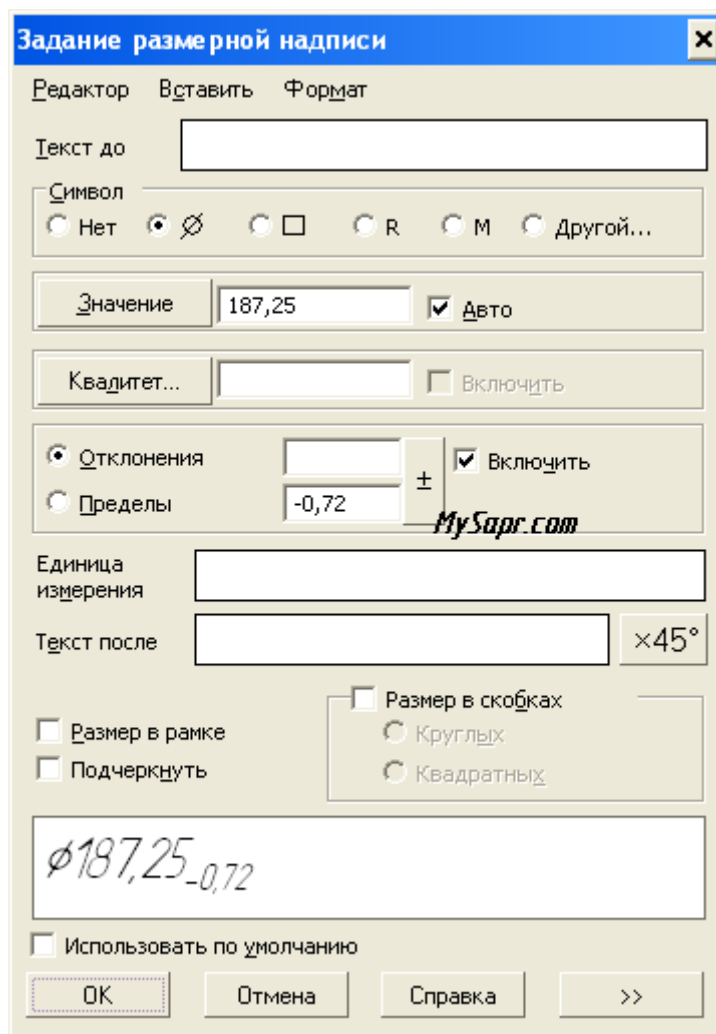 Задание размерной надписи
Редактор Вставить Формат
Текст до
Символ
Нет Ø □ R M Другой...
Значение 187,25 Авто
Квалитет... Включить
Отклонения ± Включить
Пределы -0,72
MySapr.com
Единица
измерения
Текст после ×45°
Размер в скобках
Размер в рамке Круглых
Подчеркнуть Квадратных
Ø187,25-0,72
Использовать по умолчанию
OK Отмена Справка >>